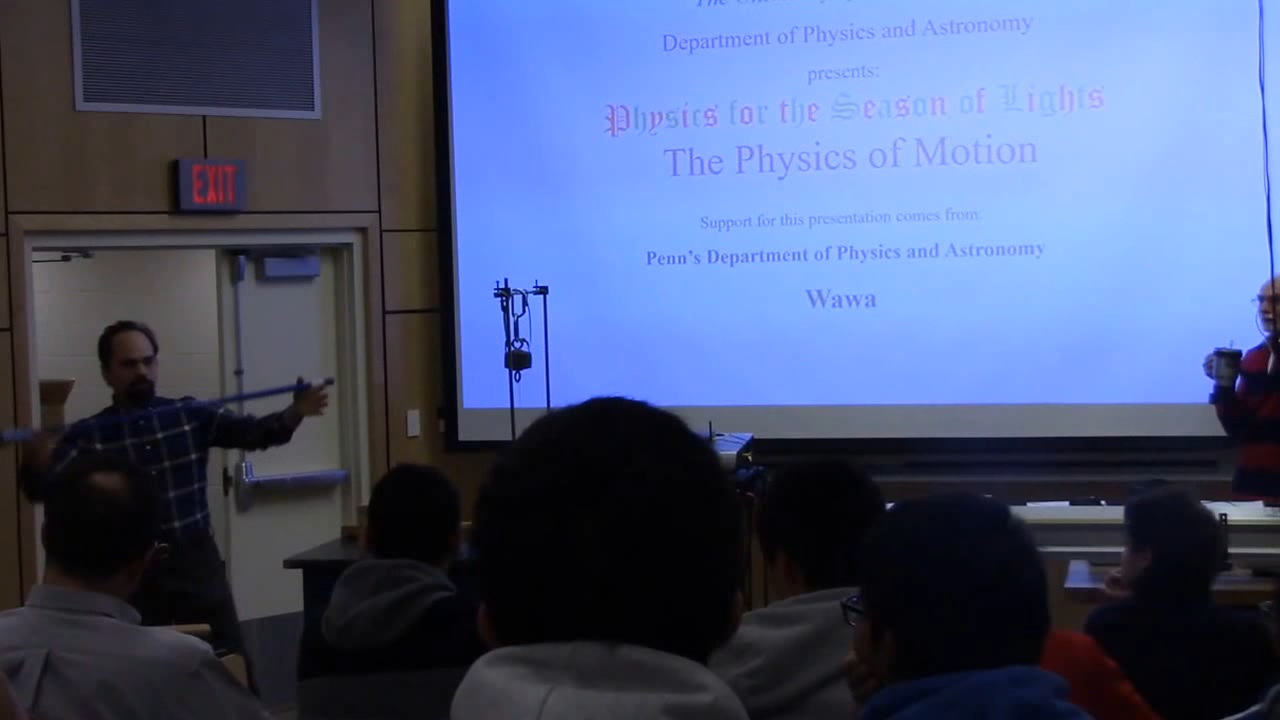 Department of Physics and Astronomy
presents:
Physics for the Season of Lights
The Physics of Motion
Support for this presentation comes from:
Penn's Department of Physics and Astronomy
Wawa
EXIT